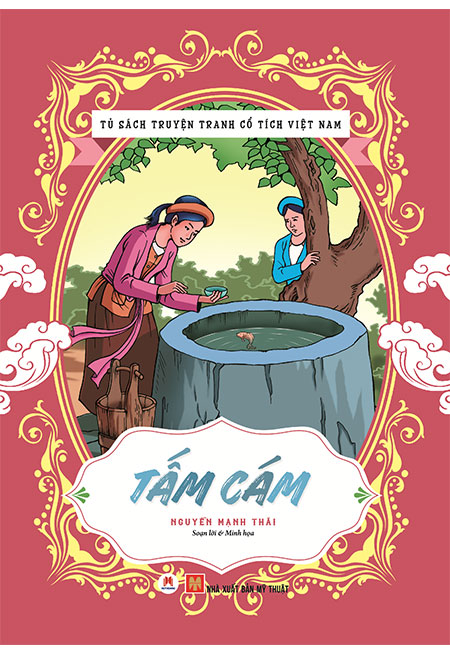 TỦ SÁCH TRUYỆN TRANH CỔ TÍCH VIỆT NAM
TẤM CÁM
NGUYỄN MẠNH THÁI
Soạn lời & Minh họa
HUYHOANG
NHÀ XUẤT BẢN MỸ THUẬT